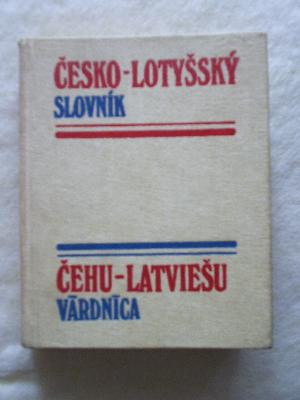 ČESKO-LOTYŠSKÝ
SLOVNÍK
ČEHU-LATVIEŠU
VĀRDNĪCA